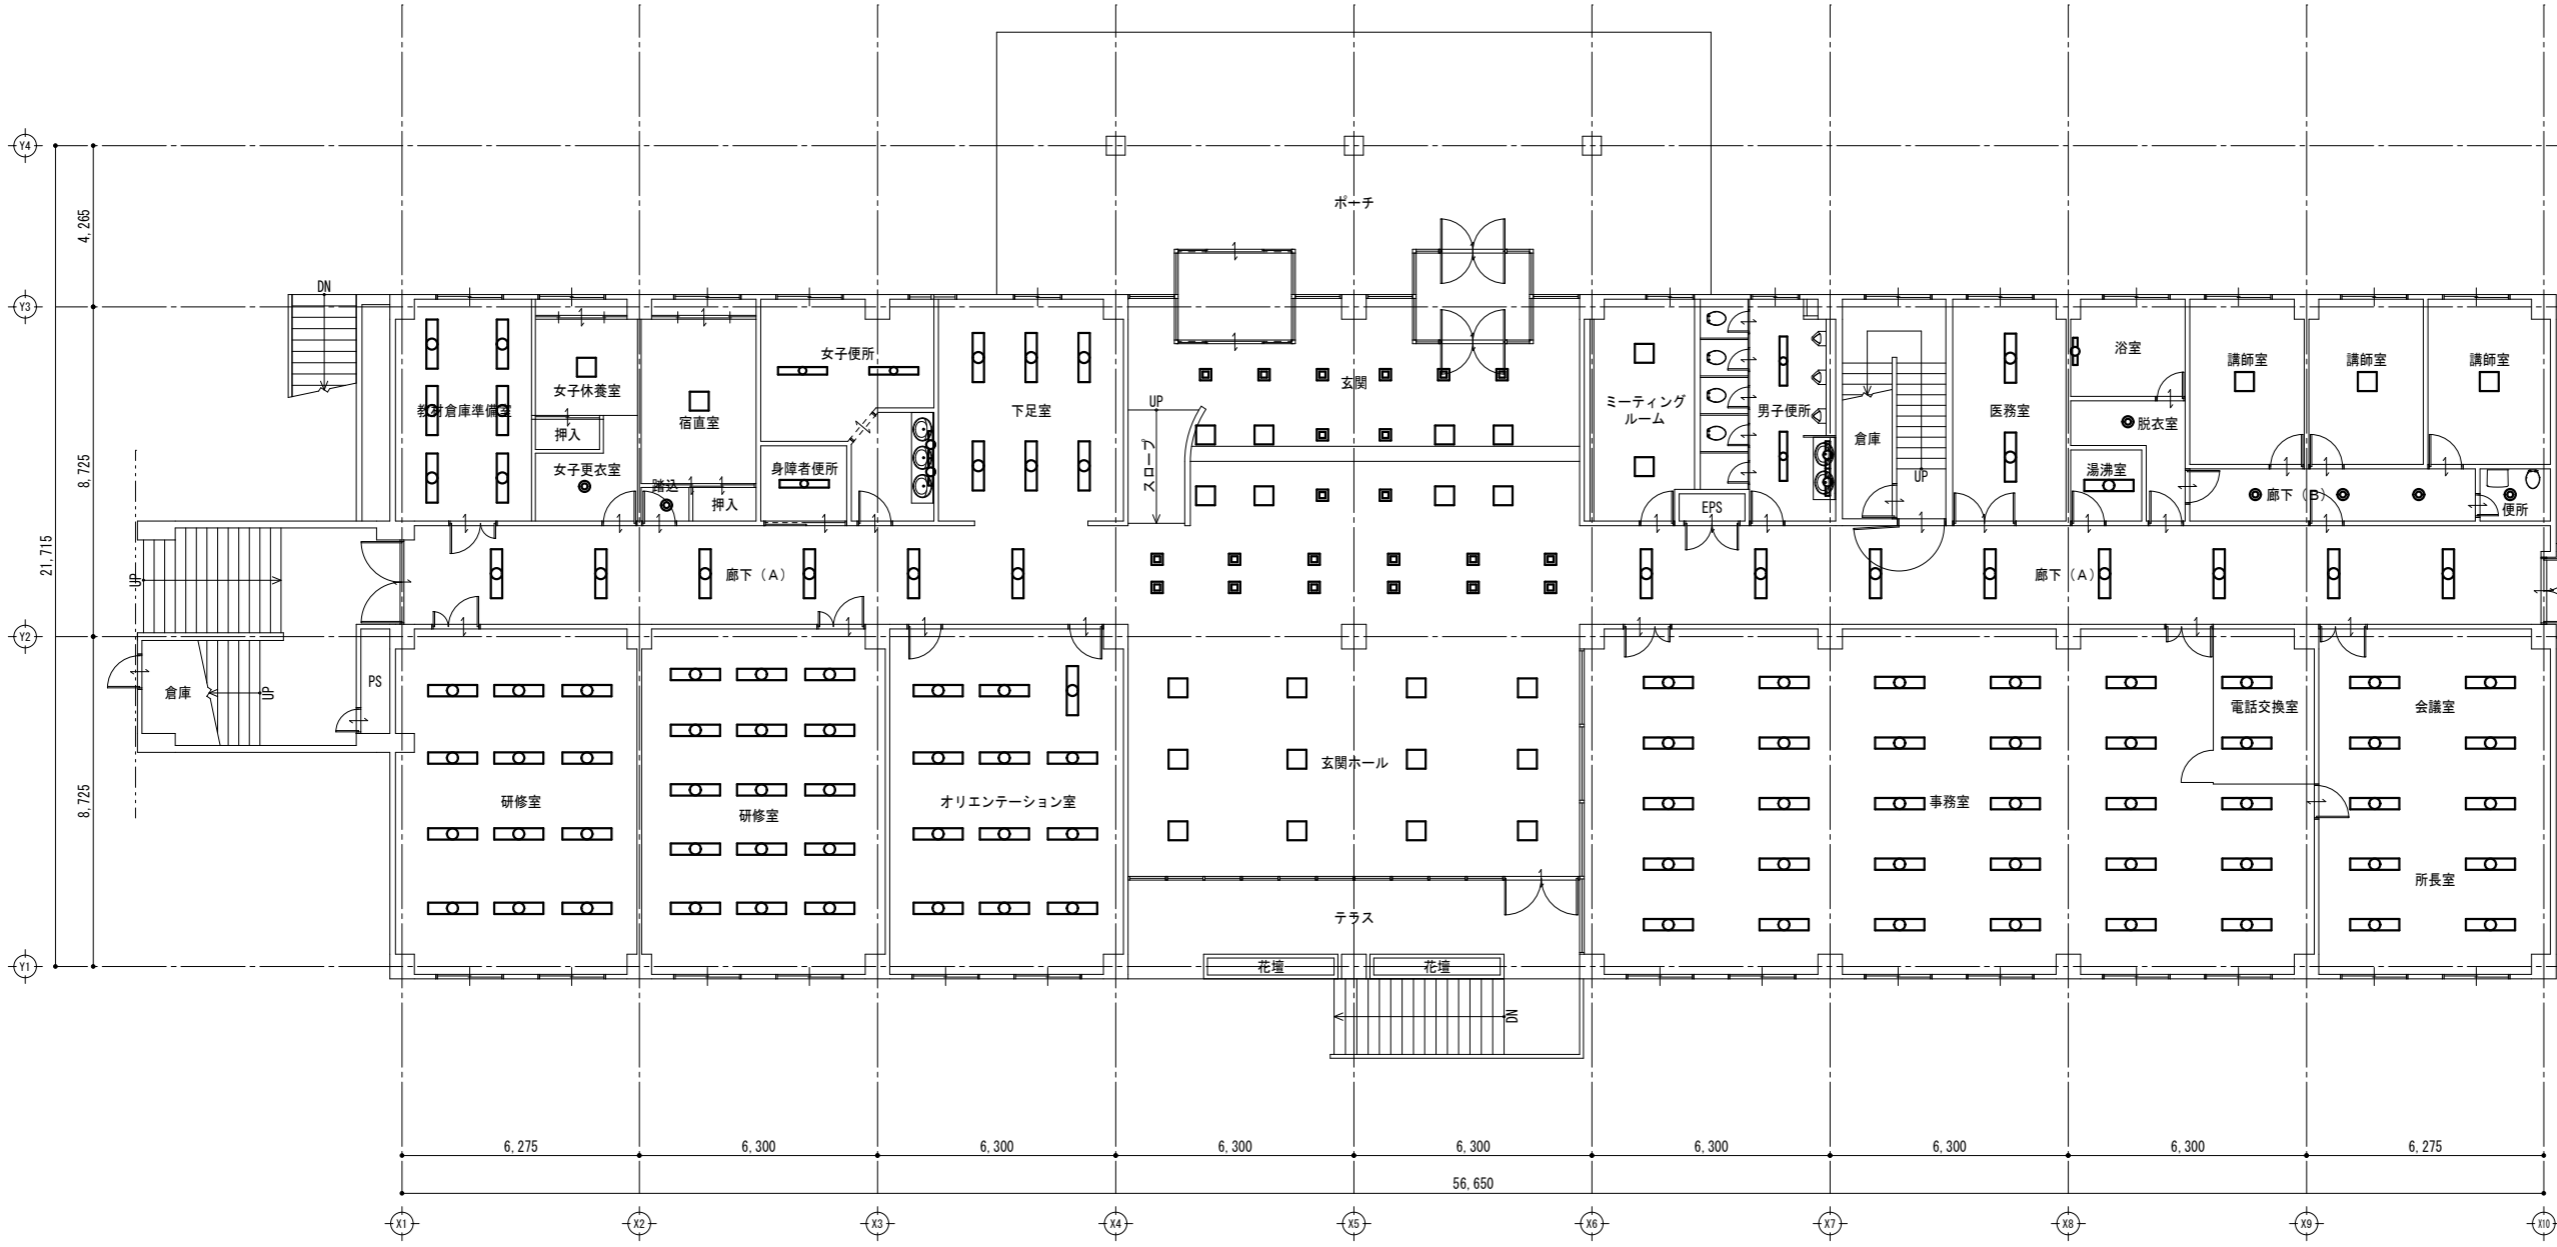 Y4
4,265
ポーチ
DN
Y3
女子便所
浴室
講師室
講師室
講師室
女子休養室
玄関
UP
教材倉庫準備室
下足室
ミーティング
ルーム
男子便所
医務室
宿直室
脱衣室
押入
倉庫
8,725
女子更衣室
身障者便所
スロープ
湯沸室
UP
踏込
押入
EPS
廊下（B）
便所
21,715
UP
廊下（A）
廊下（A）
Y2
倉庫
UP
PS
電話交換室
会議室
玄関ホール
8,725
研修室
研修室
オリエンテーション室
事務室
所長室
テラス
Y1
花壇
花壇
DN
6,275
6,300
6,300
6,300
6,300
6,300
6,300
6,300
6,275
56,650
X1
X2
X3
X4
X5
X6
X7
X8
X9
X10